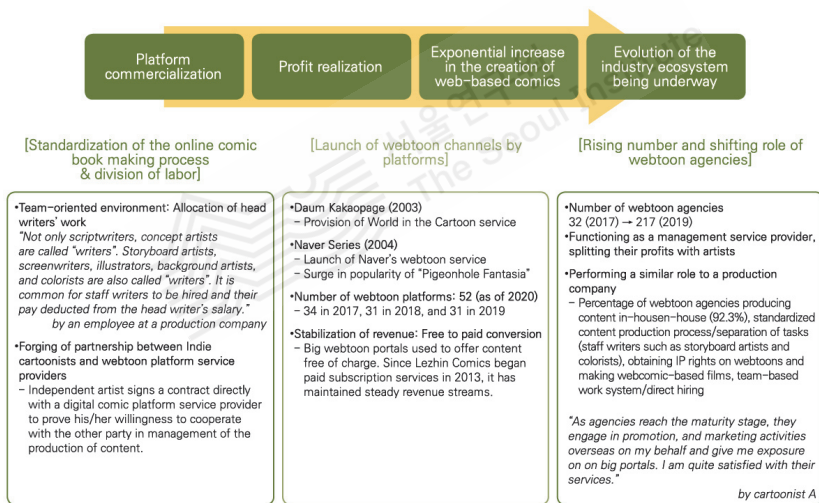 Platform
commercialization
Profit realization
Exponential increase
in the creation of
web-based comics
Evolution of the
industry ecosystem
being underway
[Standardization of the online comic
book making process
& division of labor]
•Team-oriented environment: Allocation of head
writers' work
"Not only scriptwriters, concept artists
are called "writers". Storyboard artists,
screenwriters, illustrators, background artists,
and colorists are also called "writers". It is
common for staff writers to be hired and their
pay deducted from the head writer's salary."
by an employee at a production company
•Forging of partnership between Indie
cartoonists and webtoon platform service
providers
– Independent artist signs a contract directly
with a digital comic platform service provider
to prove his/her willingness to cooperate
with the other party in management of the
production of content.
[Launch of webtoon channels by
platforms]
•Daum Kakaopage (2003)
– Provision of World in the Cartoon service
•Naver Series (2004)
– Launch of Naver's webtoon service
– Surge in popularity of "Pigeonhole Fantasia"
•Number of webtoon platforms: 52 (as of 2020)
– 34 in 2017, 31 in 2018, and 31 in 2019
•Stabilization of revenue: Free to paid conversion
– Big webtoon portals used to offer content
free of charge. Since Lezhin Comics began
paid subscription services in 2013, it has
maintained steady revenue streams.
[Rising number and shifting role of
webtoon agencies]
•Number of webtoon agencies
32 (2017) → 217 (2019)
•Functioning as a management service provider,
splitting their profits with artists
•Performing a similar role to a production
company
– Percentage of webtoon agencies producing
content in-housen-house (92.3%), standardized
content production process/separation of tasks
(staff writers such as storyboard artists and
colorists), obtaining IP rights on webtoons and
making webcomic-based films, team-based
work system/direct hiring
"As agencies reach the maturity stage, they
engage in promotion, and marketing activities
overseas on my behalf and give me exposure
on on big portals. I am quite satisfied with their
services."
by cartoonist A
서울연구원
The Seoul Institute